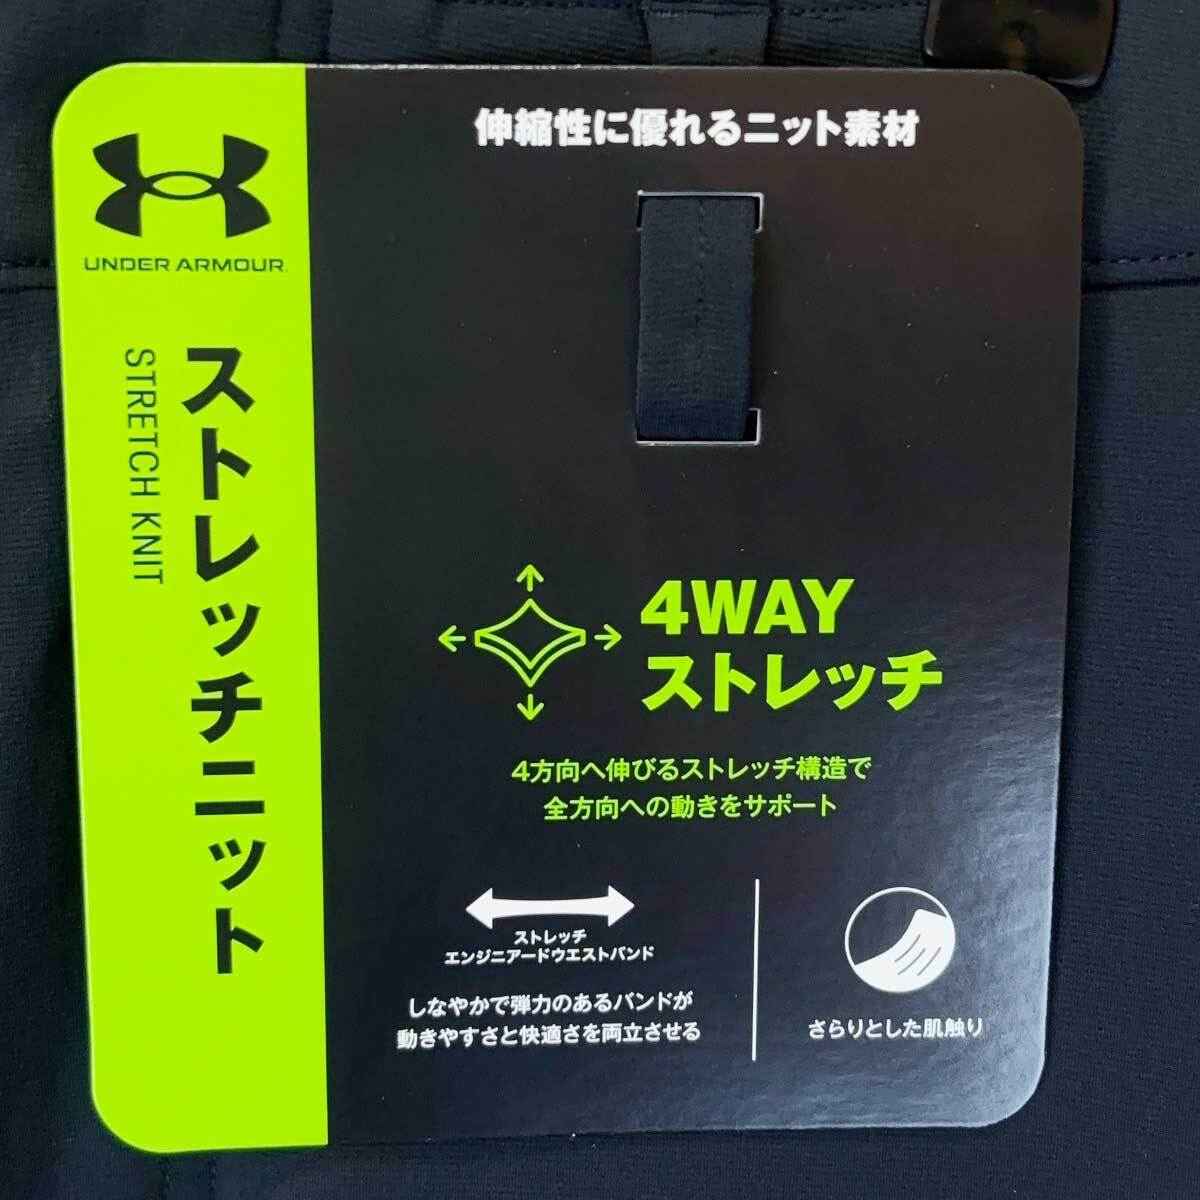 伸縮性に優れるニット素材
UNDER ARMOUR.
ストレッチニット
STRETCH KNIT
4WAY
ストレッチ
4方向へ伸びるストレッチ構造で
全方向への動きをサポート
ストレッチ
エンジニアードウエストバンド
しなやかで弾力のあるバンドが
動きやすさと快適さを両立させる
さらりとした肌触り